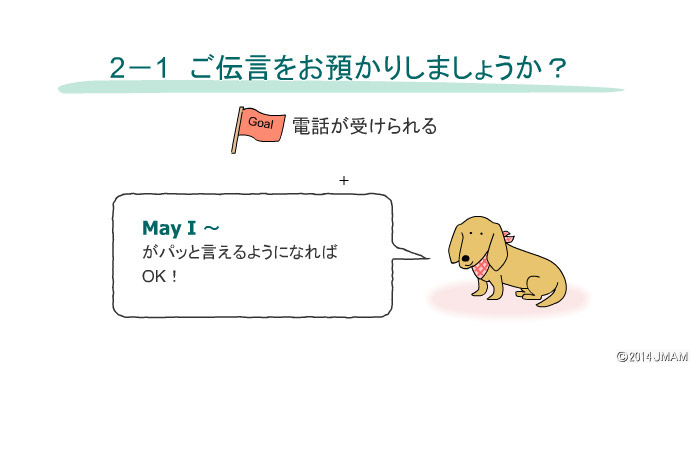 2－1 ご伝言をお預かりしましょうか？
Goal 電話が受けられる
+
May I ～
がパッと言えるようになれば
OK！
©2014 JMAM